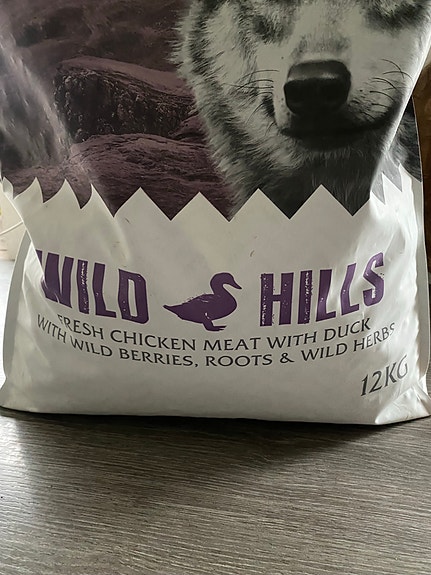 WILD HILLS
FRESH CHICKEN MEAT WITH DUCK
WITH WILD BERRIES, ROOTS & WILD HERBS
12KG